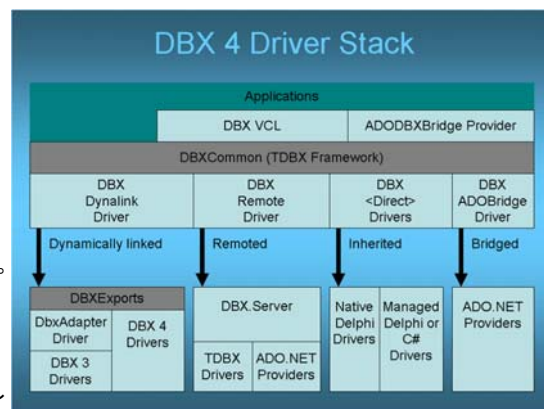 DBX 4 Driver Stack
Applications
DBX VCL
ADODBXBridge Provider
DBXCommon (TDBX Framework)
DBX
Dynalink
Driver
DBX
Remote
Driver
DBX
<Direct>
Drivers
DBX
ADOBridge
Driver
Dynamically linked
Remoted
Inherited
Bridged
DBXExports
DbxAdapter
Driver
DBX 3
Drivers
DBX 4
Drivers
DBX.Server
TDBX
Drivers
ADO.NET
Providers
Native
Delphi
Drivers
Managed
Delphi or
C#
Drivers
ADO.NET
Providers